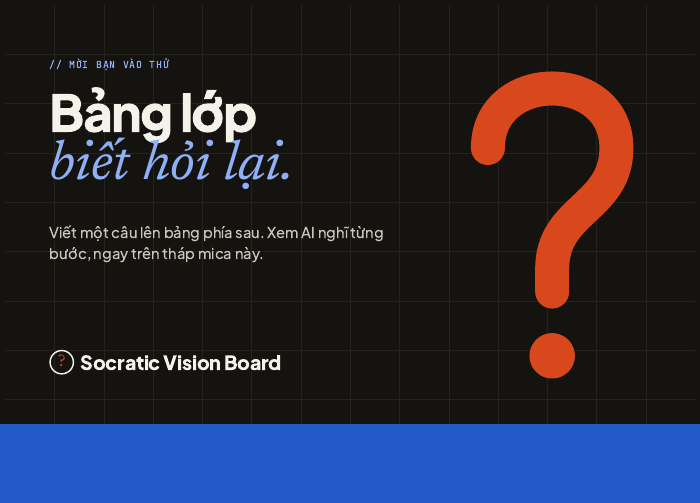 // MỜI BẠN VÀO THỬ
Bảng lớp
biết hỏi lại.
Viết một câu lên bảng phía sau. Xem AI nghĩ từng
bước, ngay trên tháp mica này.
? Socratic Vision Board
?